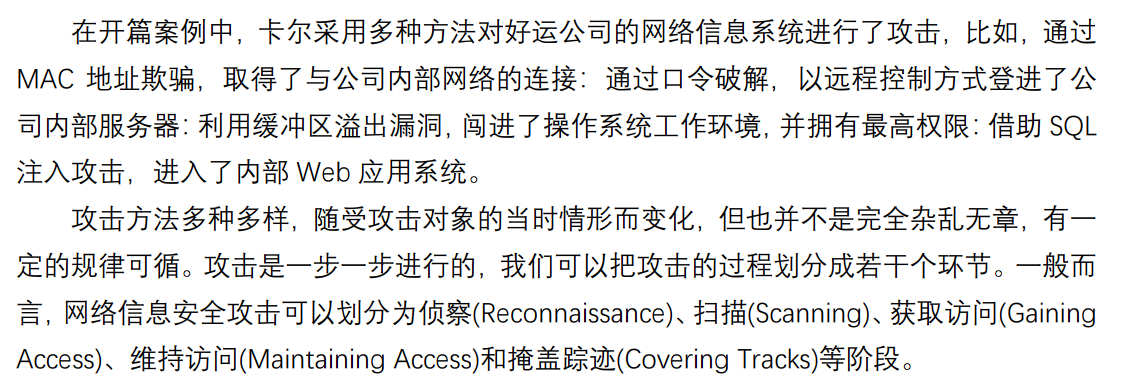 在开篇案例中，卡尔采用多种方法对好运公司的网络信息系统进行了攻击，比如，通过
MAC 地址欺骗，取得了与公司内部网络的连接：通过口令破解，以远程控制方式登进了公
司内部服务器：利用缓冲区溢出漏洞，闯进了操作系统工作环境，并拥有最高权限：借助 SQL
注入攻击，进入了内部 Web 应用系统。
攻击方法多种多样，随受攻击对象的当时情形而变化，但也并不是完全杂乱无章，有一
定的规律可循。攻击是一步一步进行的，我们可以把攻击的过程划分成若干个环节。一般而
言，网络信息安全攻击可以划分为侦察(Reconnaissance)、扫描(Scanning)、获取访问(Gaining
Access)、维持访问(Maintaining Access)和掩盖踪迹(Covering Tracks)等阶段。